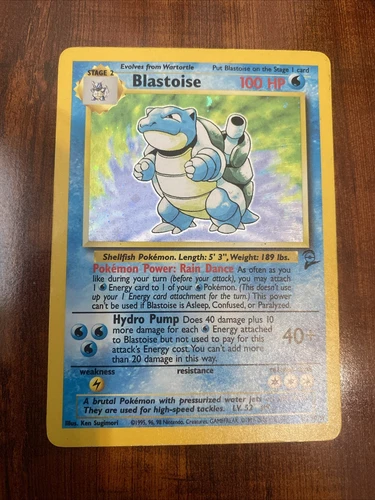 Evolves from Wartortle Put Blastoise on the Stage 1 card
STAGE 2 Blastoise 100 HP
Shellfish Pokémon. Length: 5' 3", Weight: 189 lbs.
Pokémon Power: Rain Dance As often as you
like during your turn (before your attack), you may attach
1 Energy card to 1 of your Pokémon. (This doesn't use
up your 1 Energy card attachment for the turn.) This power
can't be used if Blastoise is Asleep, Confused, or Paralyzed.
Hydro Pump Does 40 damage plus 10
more damage for each Energy attached
to Blastoise but not used to pay for this
attack's Energy cost. You can't add more
than 20 damage in this way.
40+
weakness resistance
A brutal Pokémon with pressurized water jets
They are used for high-speed tackles. LV. 52
Illus. Ken Sugimori ©1995, 96, 98 Nintendo, Creatures, GAMEFREAK.